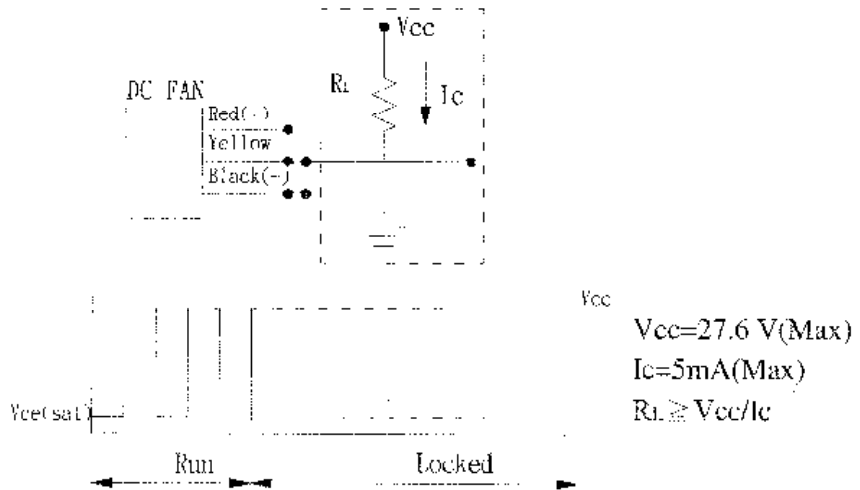 Vcc
RL
Ic
DC FAN
Red(+)
Yellow
Black(-)
Vcc
Vcc=27.6 V(Max)
Ic=5mA(Max)
RL≧Vcc/Ic
Vce(sat)
Run
Locked